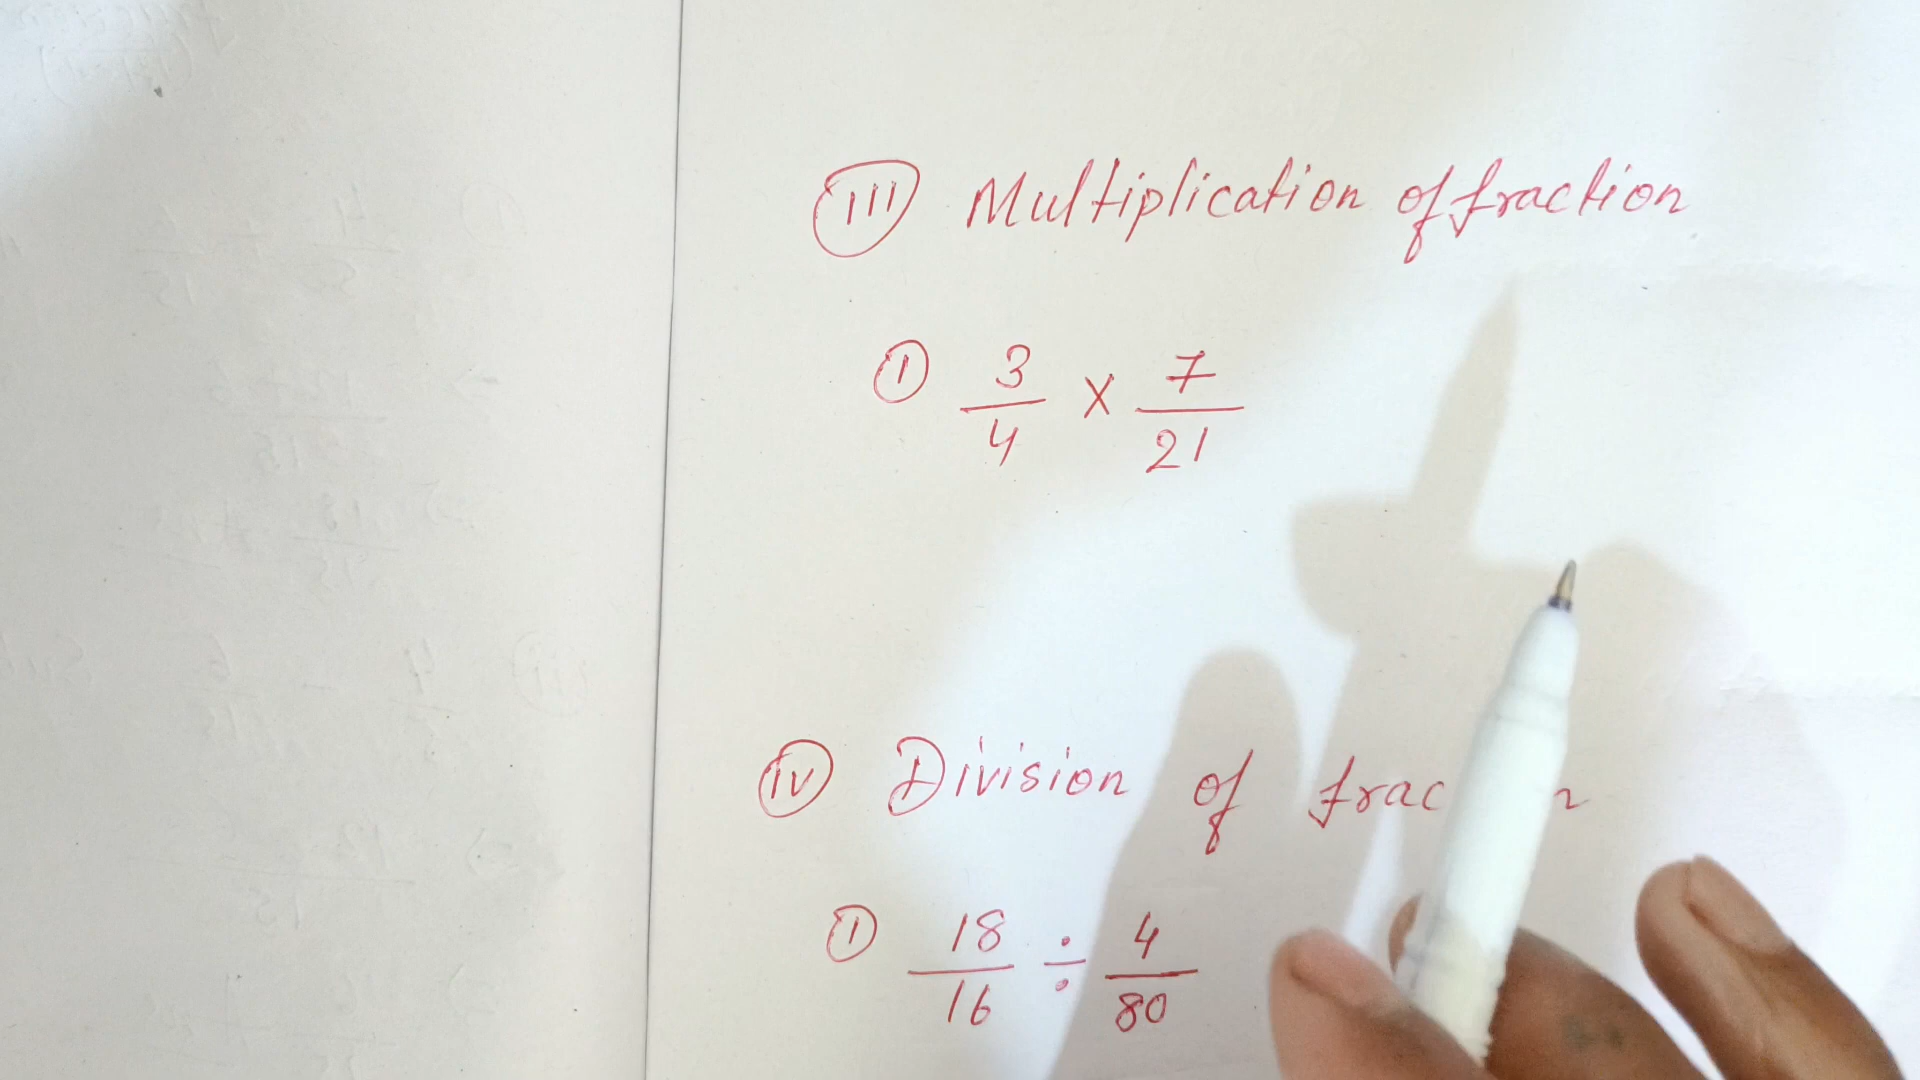 III Multiplication of fraction
1 3/4 × 7/21
IV Division of frac n
1 18/16 ÷ 4/80